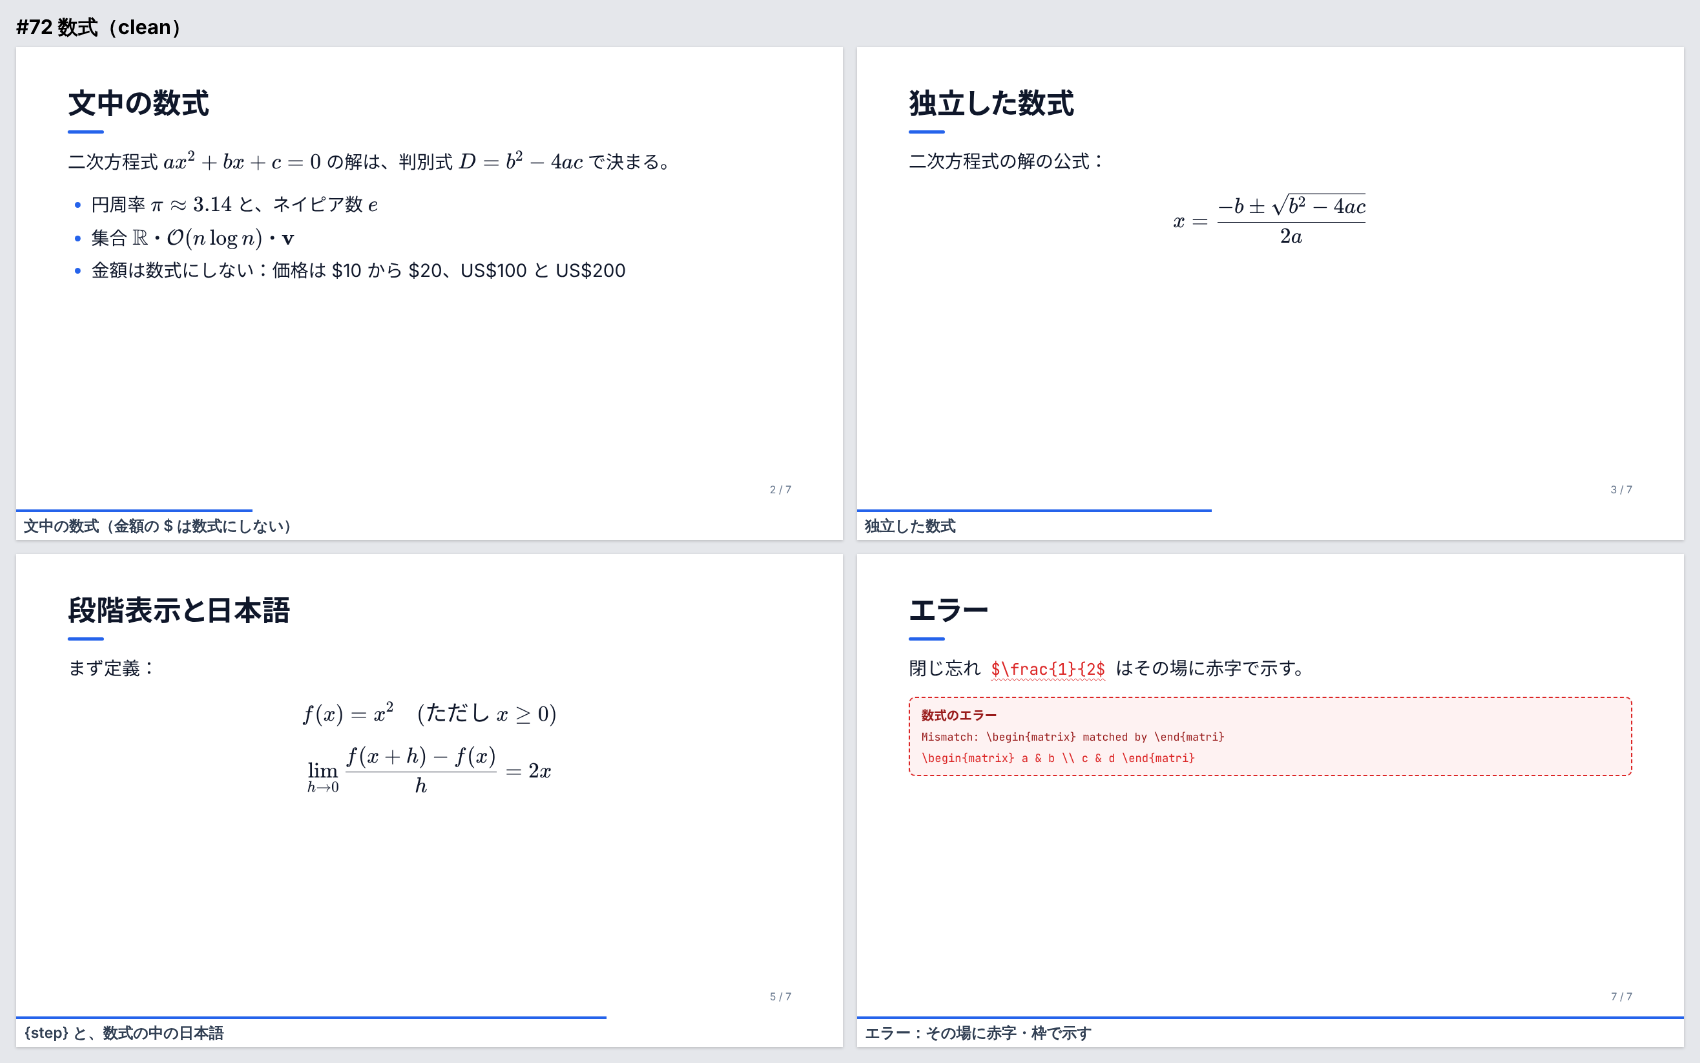 #72 数式（clean）
文中の数式
二次方程式 ax² + bx + c = 0 の解は、判別式 D = b² − 4ac で決まる。
• 円周率 π ≈ 3.14 と、ネイピア数 e
• 集合 ℝ・𝒪(n log n)・𝐯
• 金額は数式にしない：価格は $10 から $20、US$100 と US$200
2 / 7
文中の数式（金額の $ は数式にしない）
独立した数式
二次方程式の解の公式：
x = \frac{-b ± \sqrt{b² − 4ac}}{2a}
3 / 7
独立した数式
段階表示と日本語
まず定義：
f(x) = x² (ただし x ≥ 0)
\lim_{h→0} \frac{f(x + h) − f(x)}{h} = 2x
5 / 7
{step} と、数式の中の日本語
エラー
閉じ忘れ $\frac{1}{2$ はその場に赤字で示す。
数式のエラー
Mismatch: \begin{matrix} matched by \end{matri}
\begin{matrix} a & b \\ c & d \end{matri}
7 / 7
エラー：その場に赤字・枠で示す